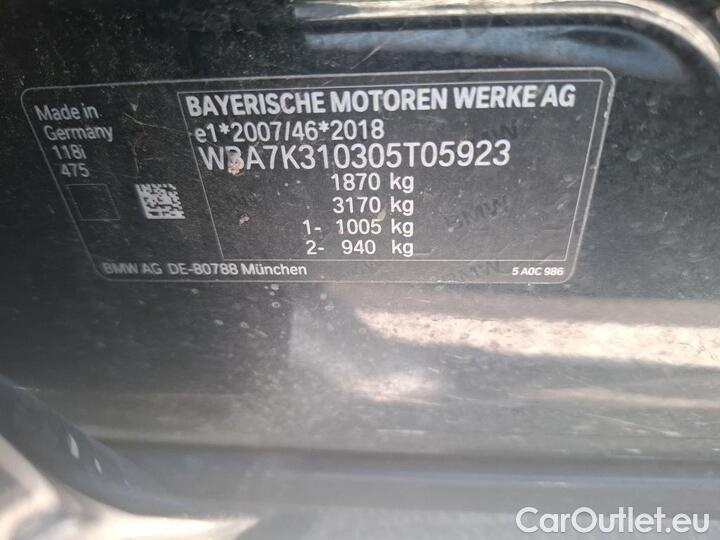 Made in
Germany
118i
475
BAYERISCHE MOTOREN WERKE AG
e1*2007/46*2018
WBA7K310305T05923
1870 kg
3170 kg
1- 1005 kg
2- 940 kg
BMW AG DE-80788 München
5 A0C 986
CarOutlet.eu